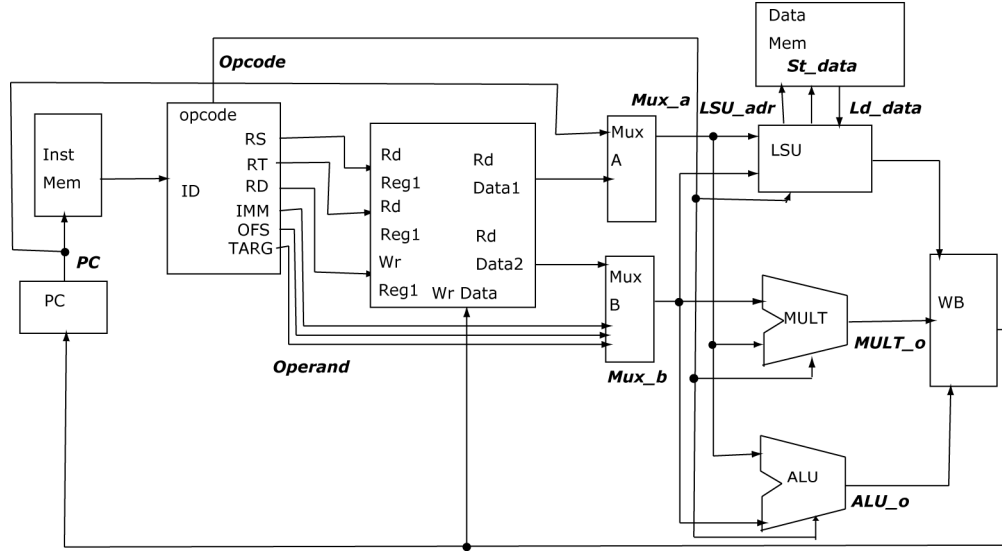 Data
Mem
St_data
Opcode
Mux_a
LSU_adr
Ld_data
opcode
RS
RT
RD
IMM
OFS
TARG
ID
Inst
Mem
Rd
Reg1
Rd
Reg1
Wr
Reg1
Rd
Data1
Rd
Data2
Wr Data
Mux
A
LSU
PC
PC
Mux
B
Operand
Mux_b
MULT
MULT_o
WB
ALU
ALU_o